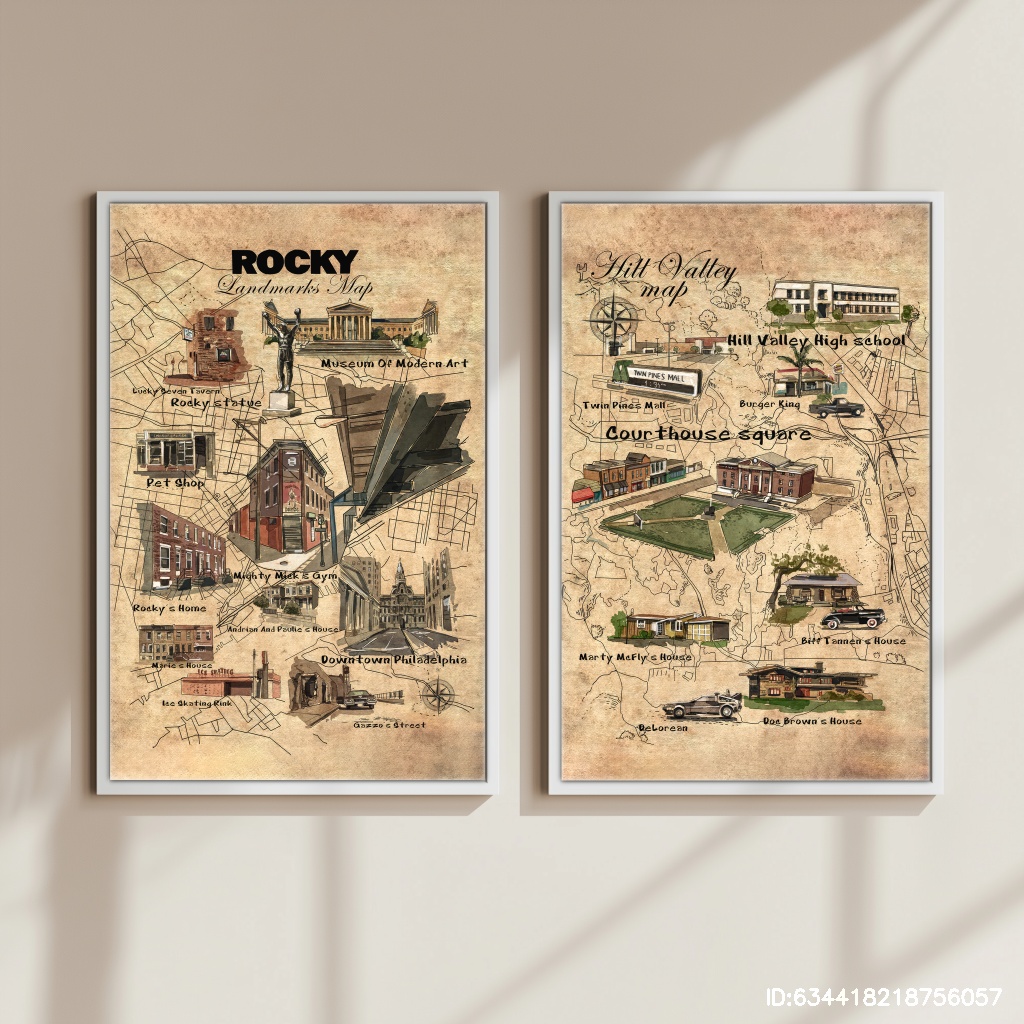 ROCKY
Landmarks Map
Museum Of Modern Art
Lucky Seven Tavern
Rocky statue
Pet Shop
Mighty Mick's Gym
Rocky's Home
Adrian And Paulie's House
Marie's House
Downtown Philadelphia
ICE SKATING
Ice Skating Rink
Gazzo's Street
Hill Valley
map
Hill Valley High school
TWIN PINES MALL
Twin Pines Mall
Burger King
Courthouse square
Biff Tannen's House
Marty McFly's House
Doc Brown's House
DeLorean
ID:634418218756057